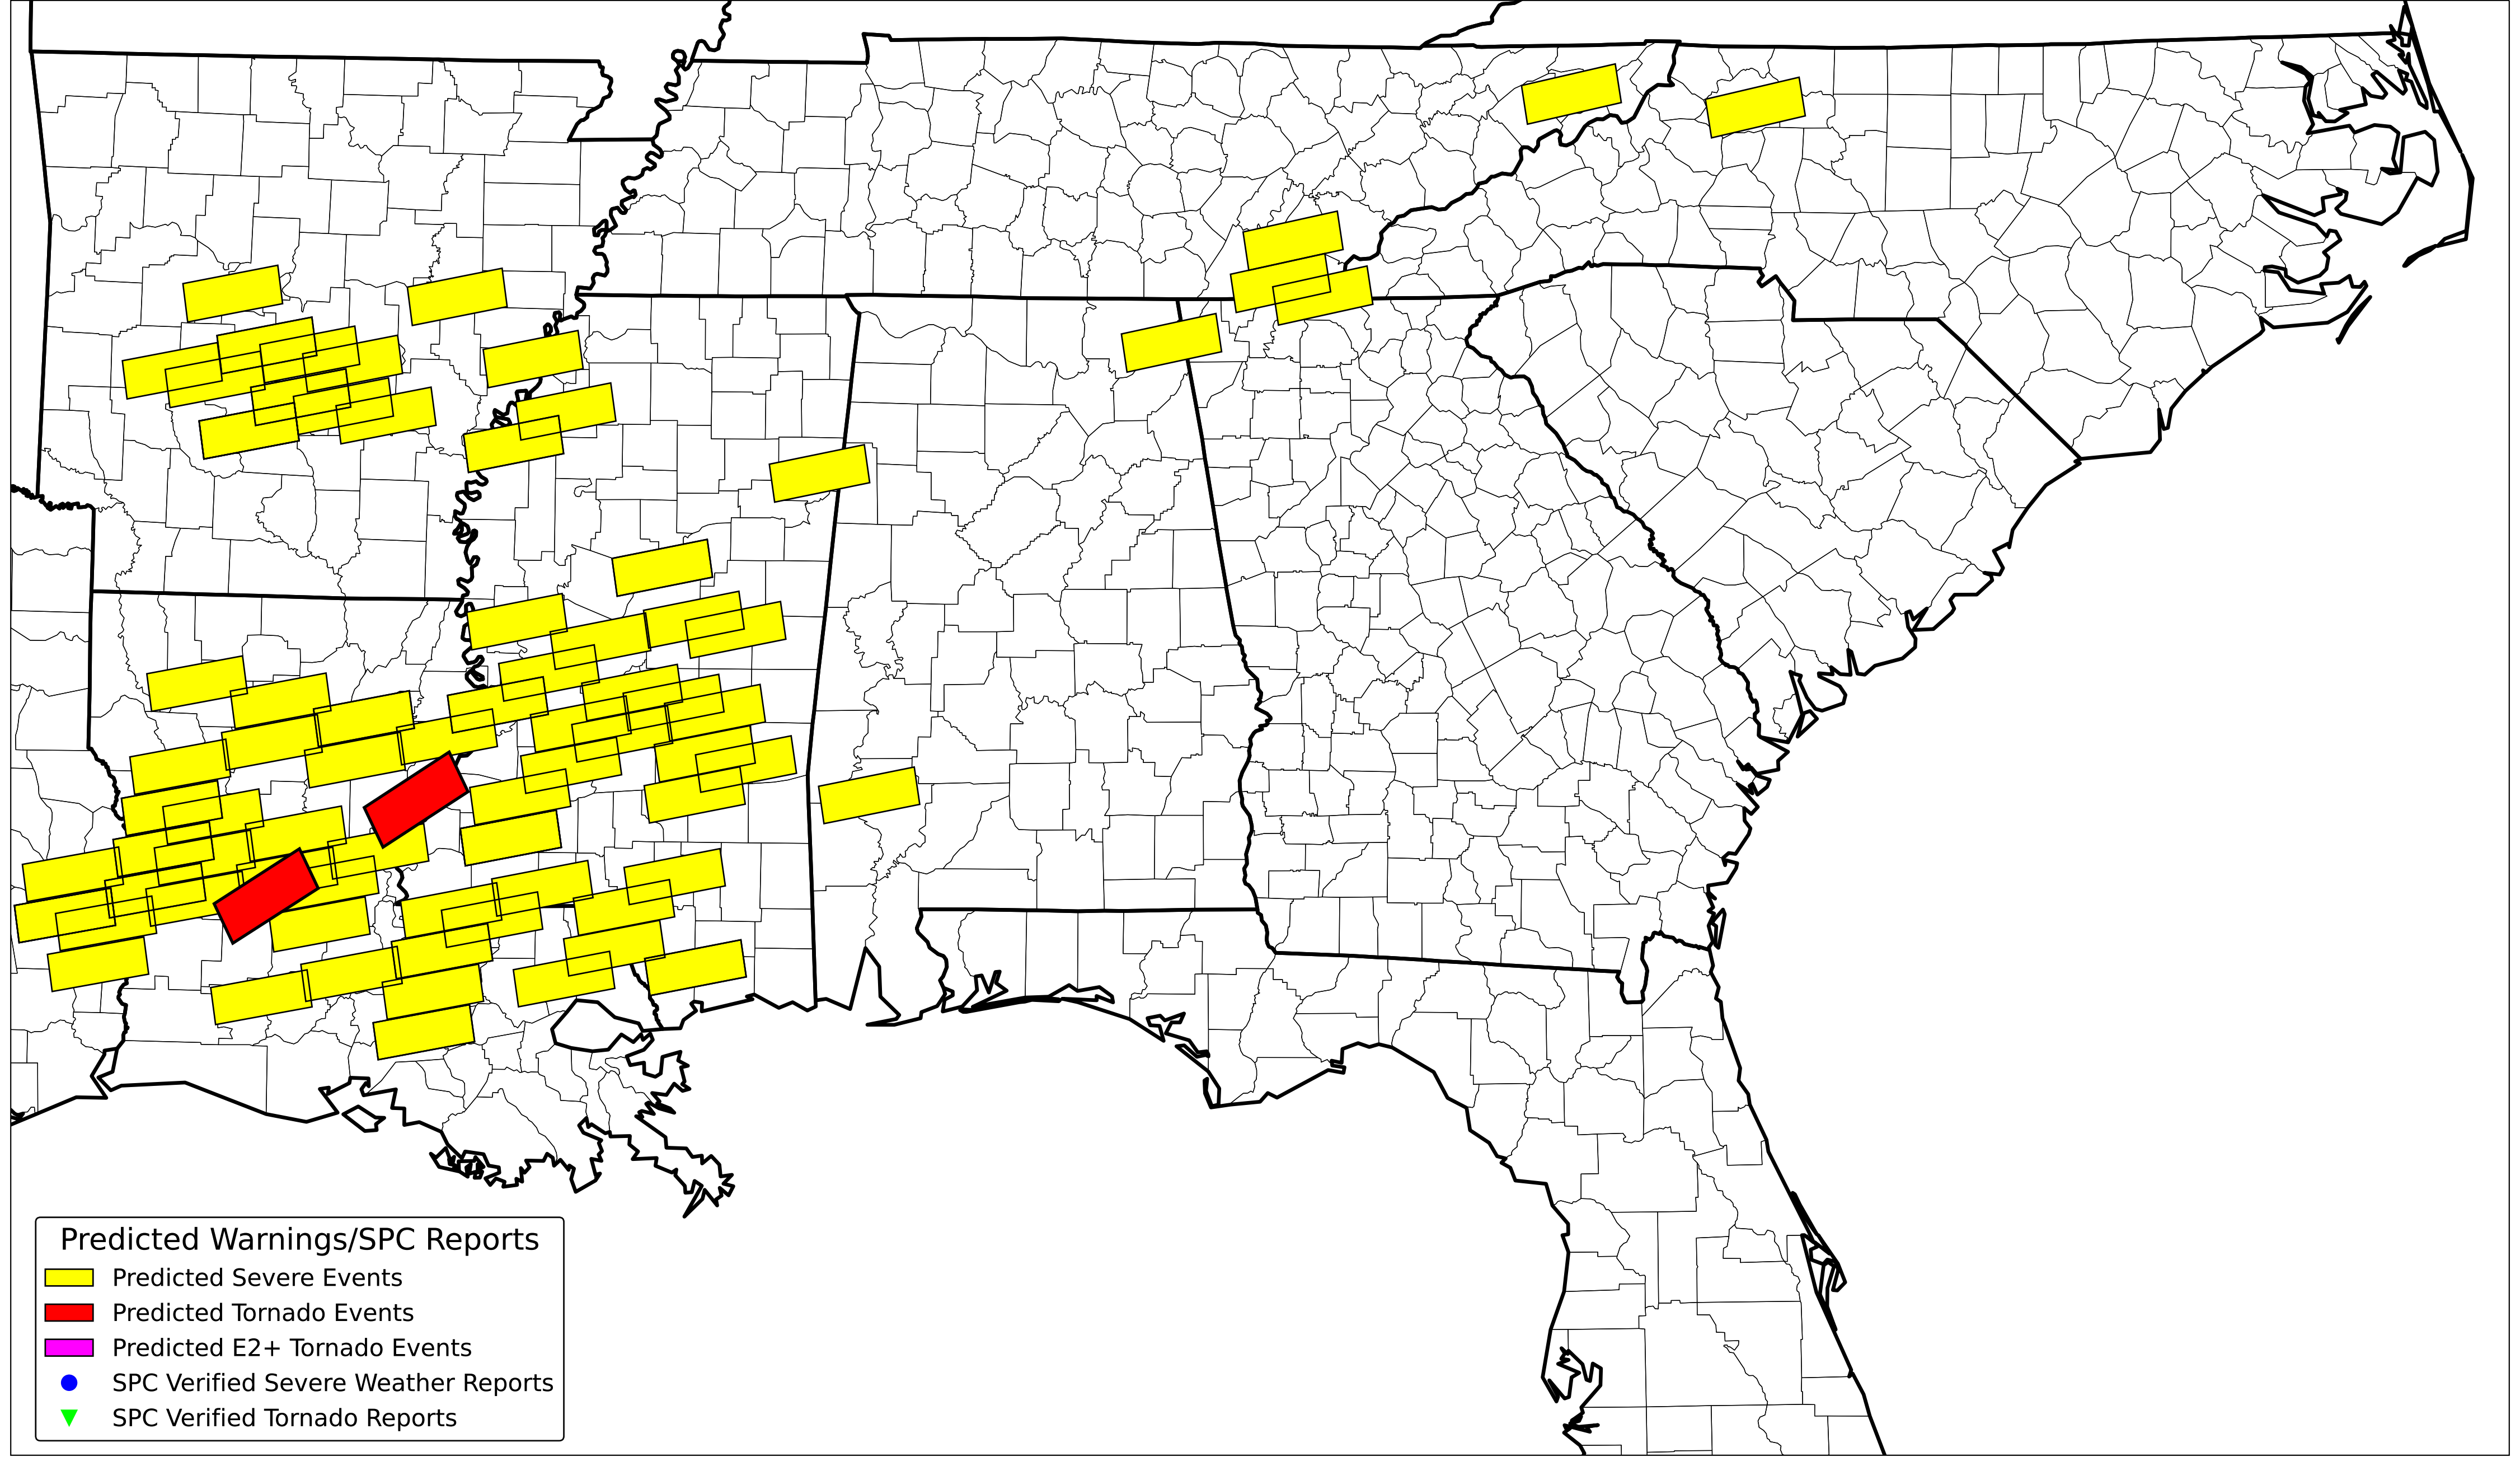 Predicted Warnings/SPC Reports
Predicted Severe Events
Predicted Tornado Events
Predicted E2+ Tornado Events
SPC Verified Severe Weather Reports
SPC Verified Tornado Reports